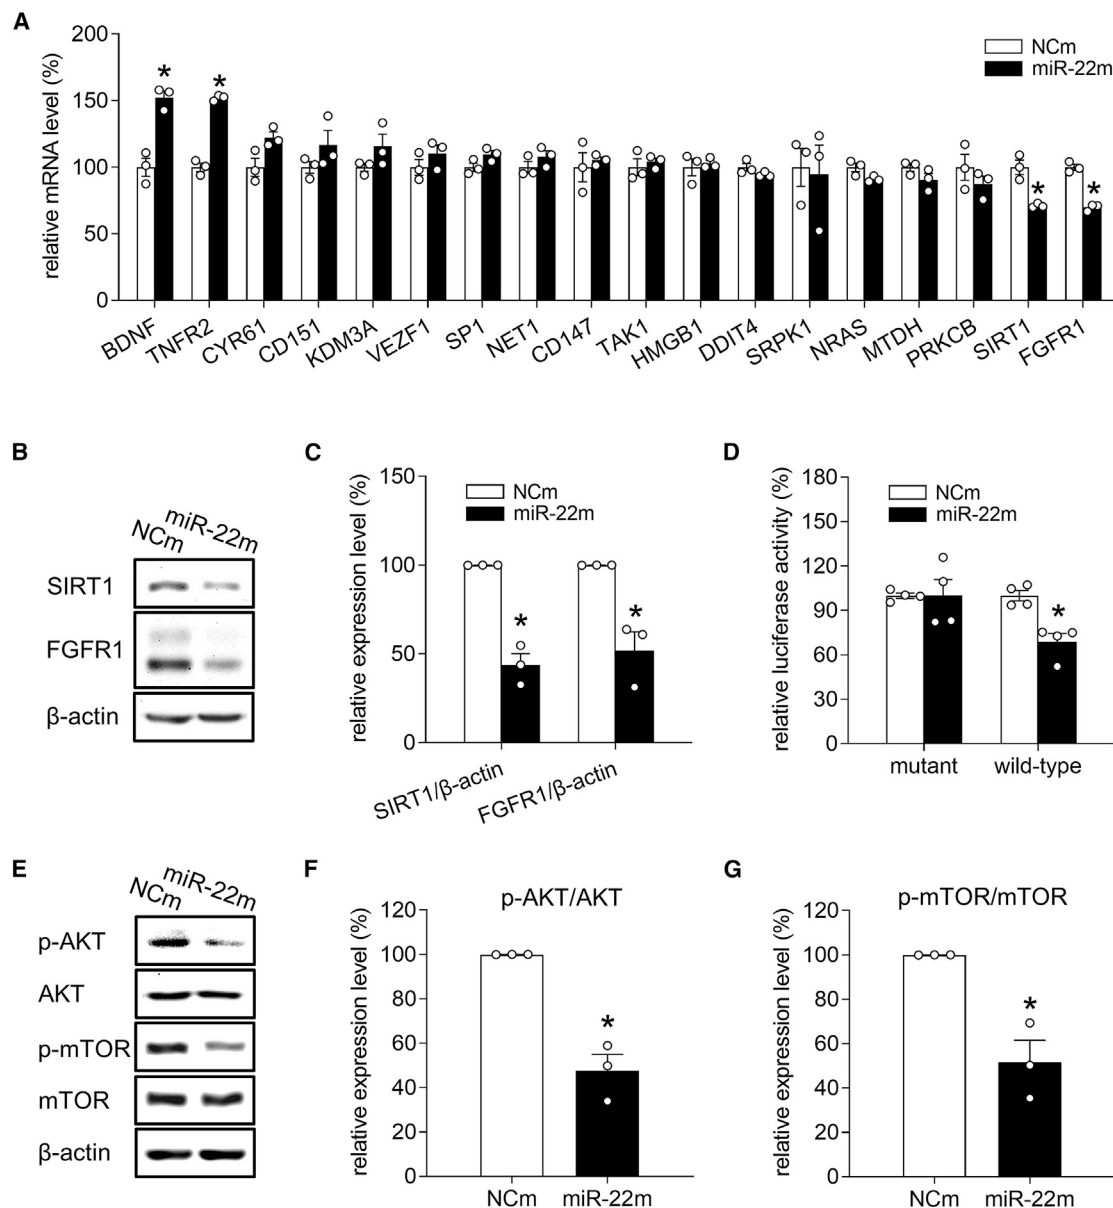 A
200
150
100
50
0
relative mRNA level (%)
NCm
miR-22m
*
*
*
*
BDNF
TNFR2
CYR61
CD151
KDM3A
VEZF1
SP1
NET1
CD147
TAK1
HMGB1
DDIT4
SRPK1
NRAS
MTDH
PRKCB
SIRT1
FGFR1
B
NCm
miR-22m
SIRT1
FGFR1
β-actin
C
150
100
50
0
relative expression level (%)
NCm
miR-22m
*
*
SIRT1/β-actin
FGFR1/β-actin
D
180
150
120
90
60
30
0
relative luciferase activity (%)
NCm
miR-22m
*
mutant
wild-type
E
NCm
miR-22m
p-AKT
AKT
p-mTOR
mTOR
β-actin
F
p-AKT/AKT
120
100
80
60
40
20
0
relative expression level (%)
*
NCm
miR-22m
G
p-mTOR/mTOR
120
100
80
60
40
20
0
relative expression level (%)
*
NCm
miR-22m